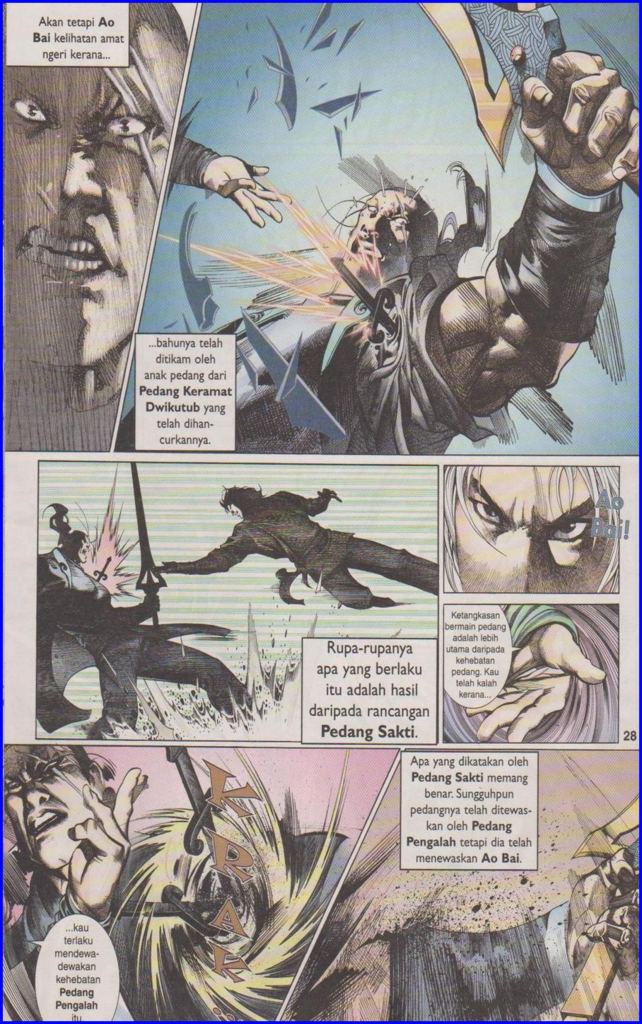 Akan tetapi Ao
Bai kelihatan amat
ngeri kerana...
...bahunya telah
ditikam oleh
anak pedang dari
Pedang Keramat
Dwikutub yang
telah dihan-
curkannya.
Rupa-rupanya
apa yang berlaku
itu adalah hasil
daripada rancangan
Pedang Sakti.
Ao
Bai!
Ketangkasan
bermain pedang
adalah lebih
utama daripada
kehebatan
pedang. Kau
telah kalah
kerana...
28
...kau
terlaku
mendewa-
dewakan
kehebatan
Pedang
Pengalah
itu
KRAK
Apa yang dikatakan oleh
Pedang Sakti memang
benar. Sungguhpun
pedangnya telah ditewas-
kan oleh Pedang
Pengalah tetapi dia telah
menewaskan Ao Bai.